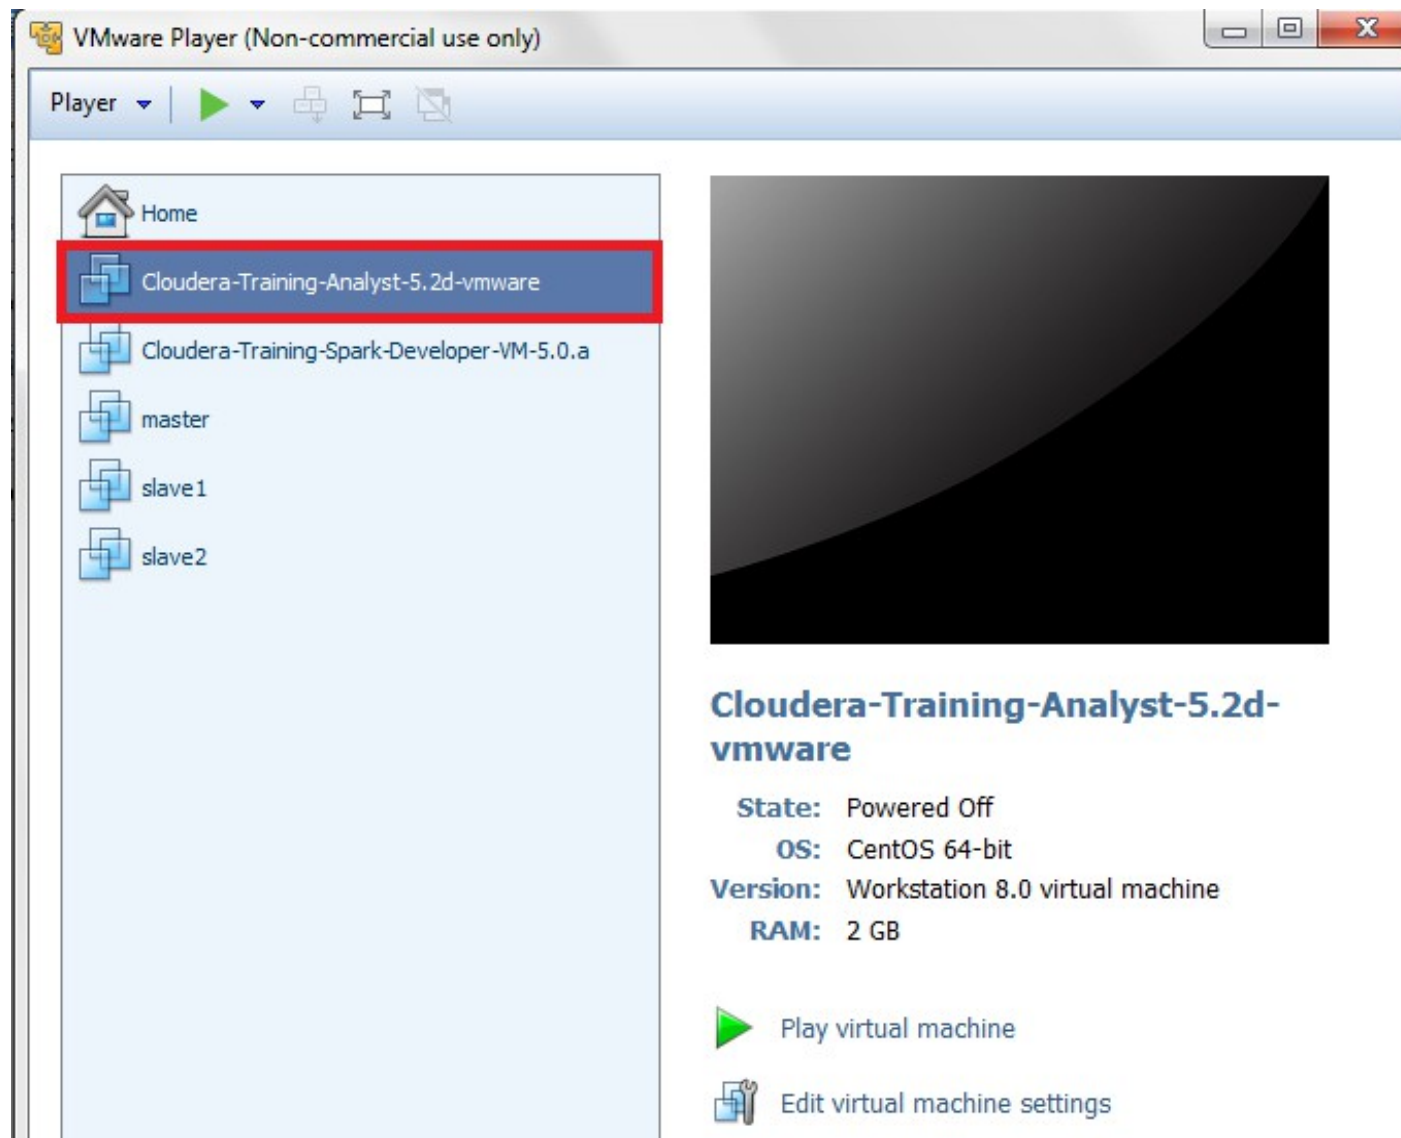 VMware Player (Non-commercial use only)
Player
Home
Cloudera-Training-Analyst-5.2d-vmware
Cloudera-Training-Spark-Developer-VM-5.0.a
master
slave1
slave2
Cloudera-Training-Analyst-5.2d-
vmware
State: Powered Off
OS: CentOS 64-bit
Version: Workstation 8.0 virtual machine
RAM: 2 GB
Play virtual machine
Edit virtual machine settings